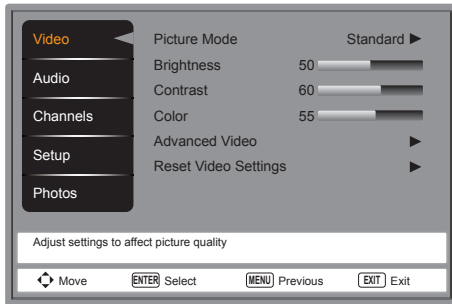 Video
Audio
Channels
Setup
Photos
Picture Mode Standard
Brightness 50
Contrast 60
Color 55
Advanced Video
Reset Video Settings
Adjust settings to affect picture quality
Move ENTER Select MENU Previous EXIT Exit